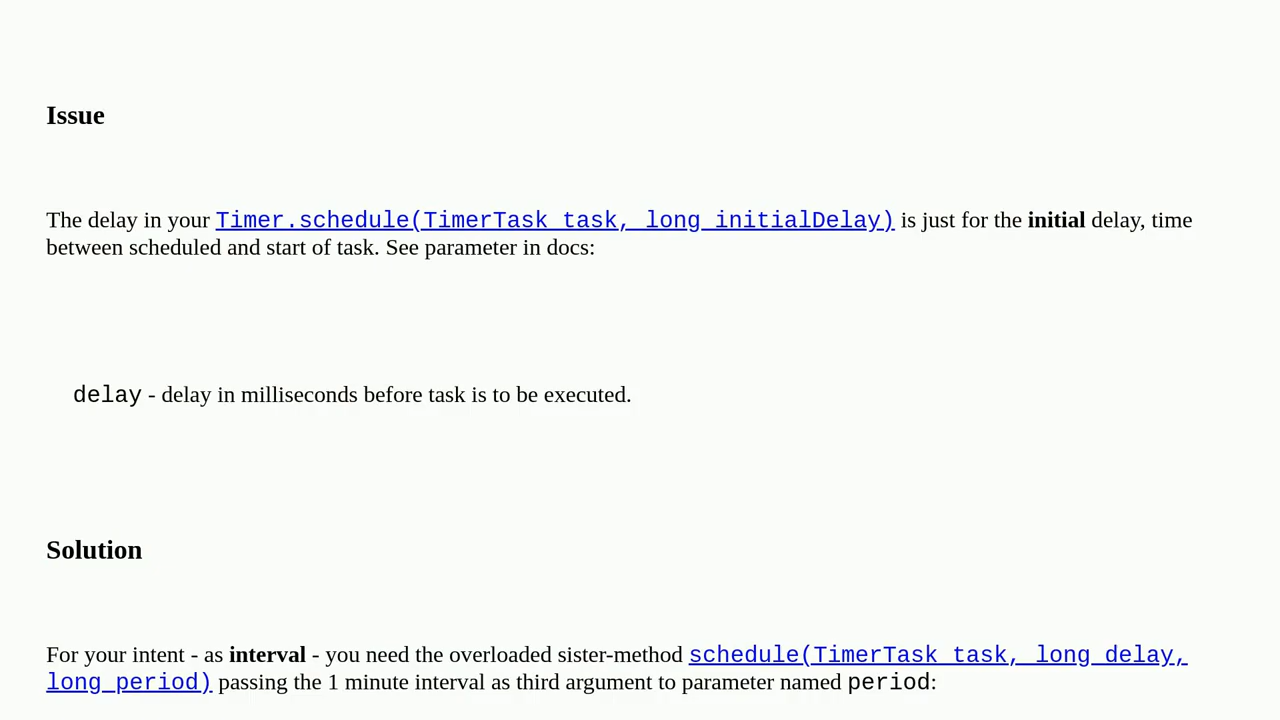 Issue
The delay in your Timer.schedule(TimerTask task, long initialDelay) is just for the initial delay, time
between scheduled and start of task. See parameter in docs:
delay - delay in milliseconds before task is to be executed.
Solution
For your intent - as interval - you need the overloaded sister-method schedule(TimerTask task, long delay,
long period) passing the 1 minute interval as third argument to parameter named period: